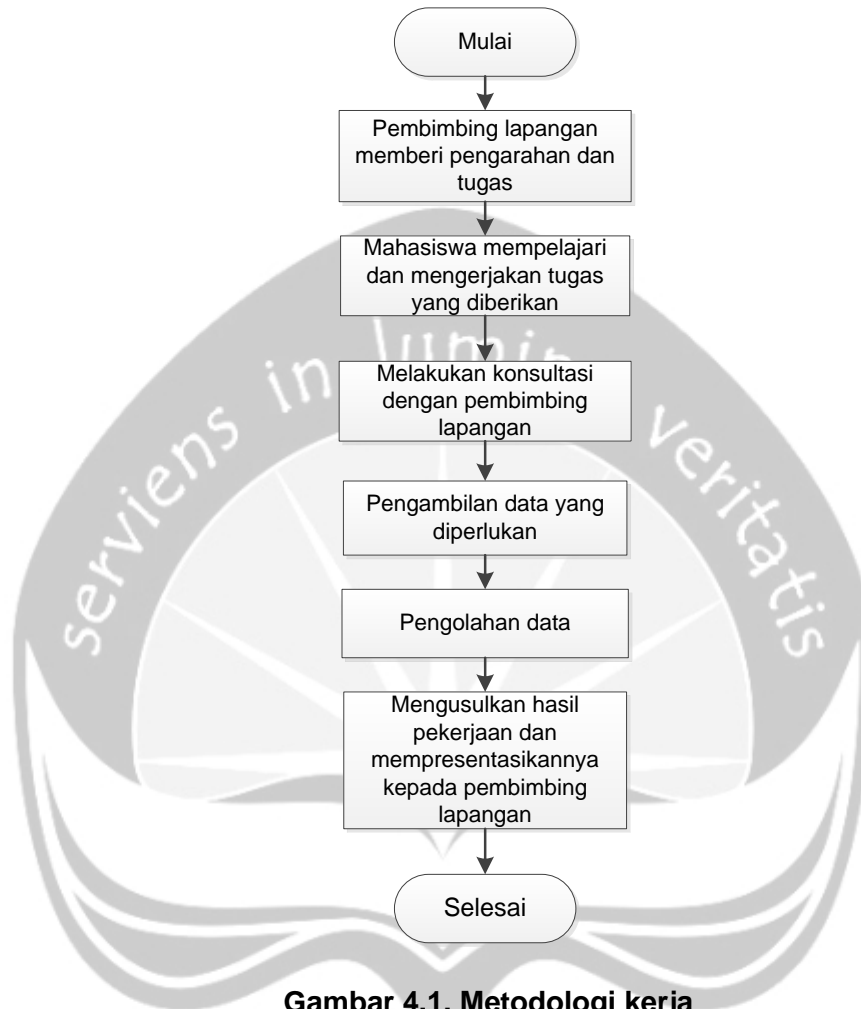 Mulai
Pembimbing lapangan
memberi pengarahan dan
tugas
Mahasiswa mempelajari
dan mengerjakan tugas
yang diberikan
serviens in lumine veritatis
Melakukan konsultasi
dengan pembimbing
lapangan
Pengambilan data yang
diperlukan
Pengolahan data
Mengusulkan hasil
pekerjaan dan
mempresentasikannya
kepada pembimbing
lapangan
Selesai
Gambar 4.1. Metodologi kerja